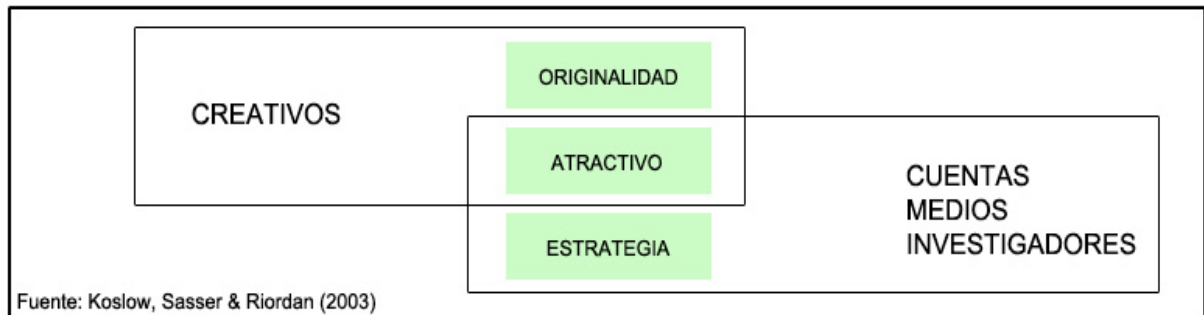 ORIGINALIDAD
CREATIVOS
ATRACTIVO
CUENTAS
MEDIOS
INVESTIGADORES
ESTRATEGIA
Fuente: Koslow, Sasser & Riordan (2003)